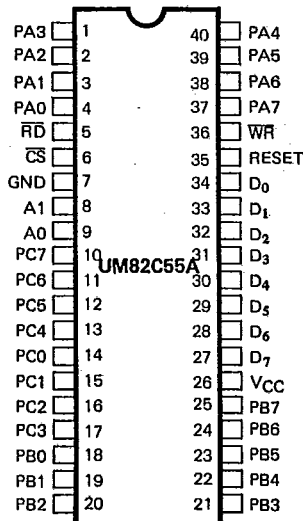 PA3 1 40 PA4
PA2 2 39 PA5
PA1 3 38 PA6
PA0 4 37 PA7
R̅D̅ 5 36 W̅R̅
C̅S̅ 6 35 RESET
GND 7 34 D₀
A1 8 33 D₁
A0 9 32 D₂
PC7 10 31 D₃
UM82C55A
PC6 11 30 D₄
PC5 12 29 D₅
PC4 13 28 D₆
PC0 14 27 D₇
PC1 15 26 VCC
PC2 16 25 PB7
PC3 17 24 PB6
PB0 18 23 PB5
PB1 19 22 PB4
PB2 20 21 PB3